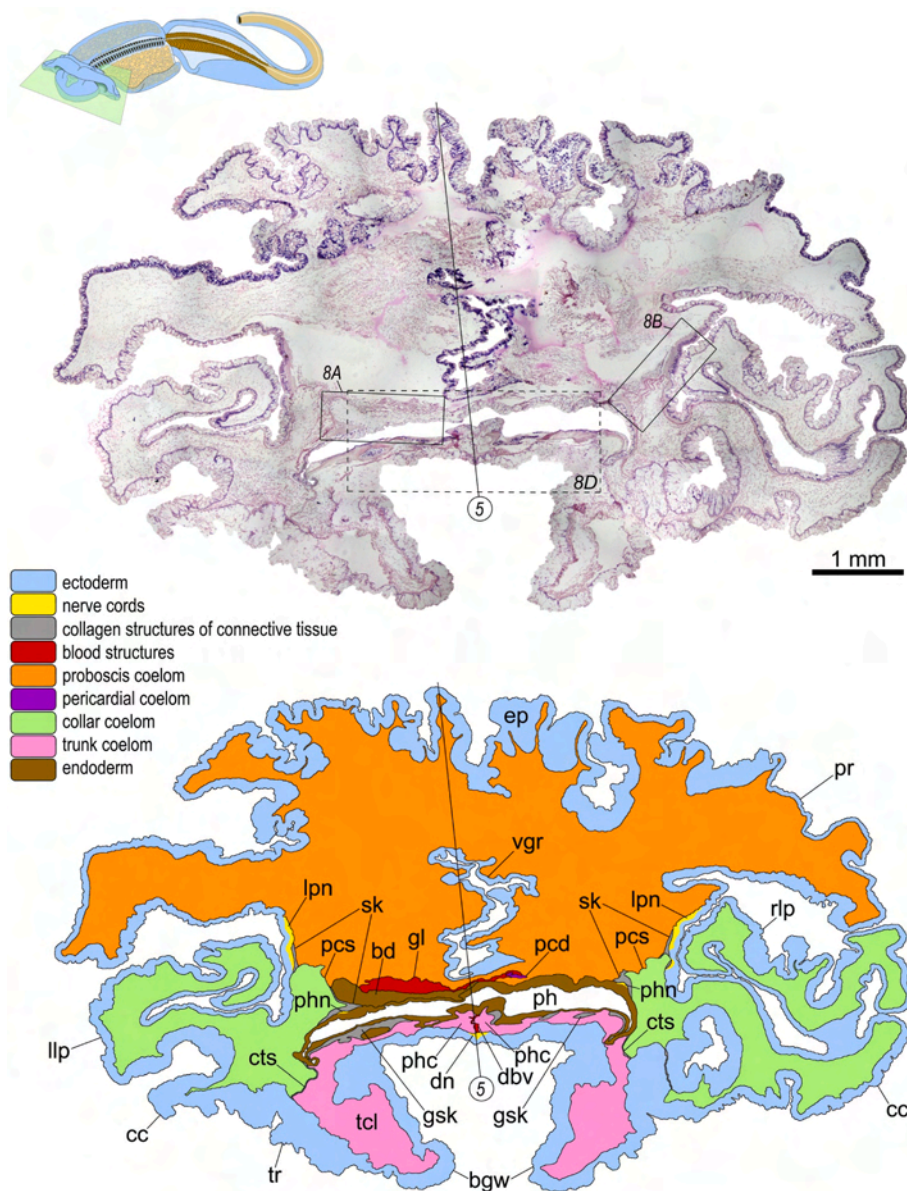 8B
8A
8D
5
1 mm
ectoderm
nerve cords
collagen structures of connective tissue
blood structures
proboscis coelom
pericardial coelom
collar coelom
trunk coelom
endoderm
ep
pr
vgr
lpn
sk
sk
lpn
rlp
pcs
bd
gl
pcd
pcs
phn
ph
phn
llp
cts
cts
phc
phc
dn
dbv
5
gsk
gsk
cc
cc
tcl
tr
bgw